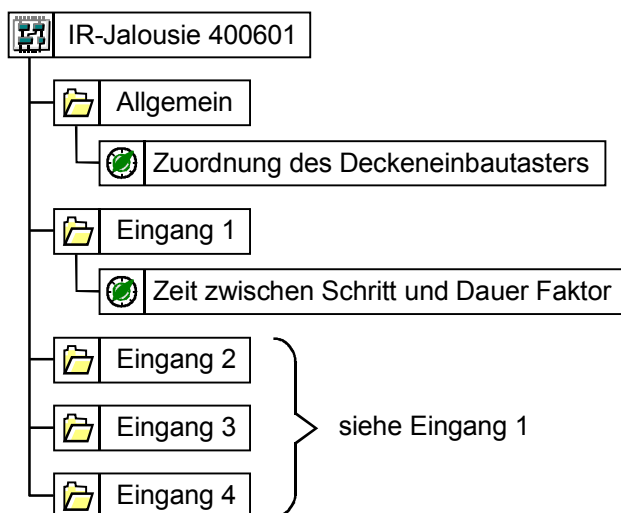 IR-Jalousie 400601
Allgemein
Zuordnung des Deckeneinbautasters
Eingang 1
Zeit zwischen Schritt und Dauer Faktor
Eingang 2
Eingang 3
siehe Eingang 1
Eingang 4